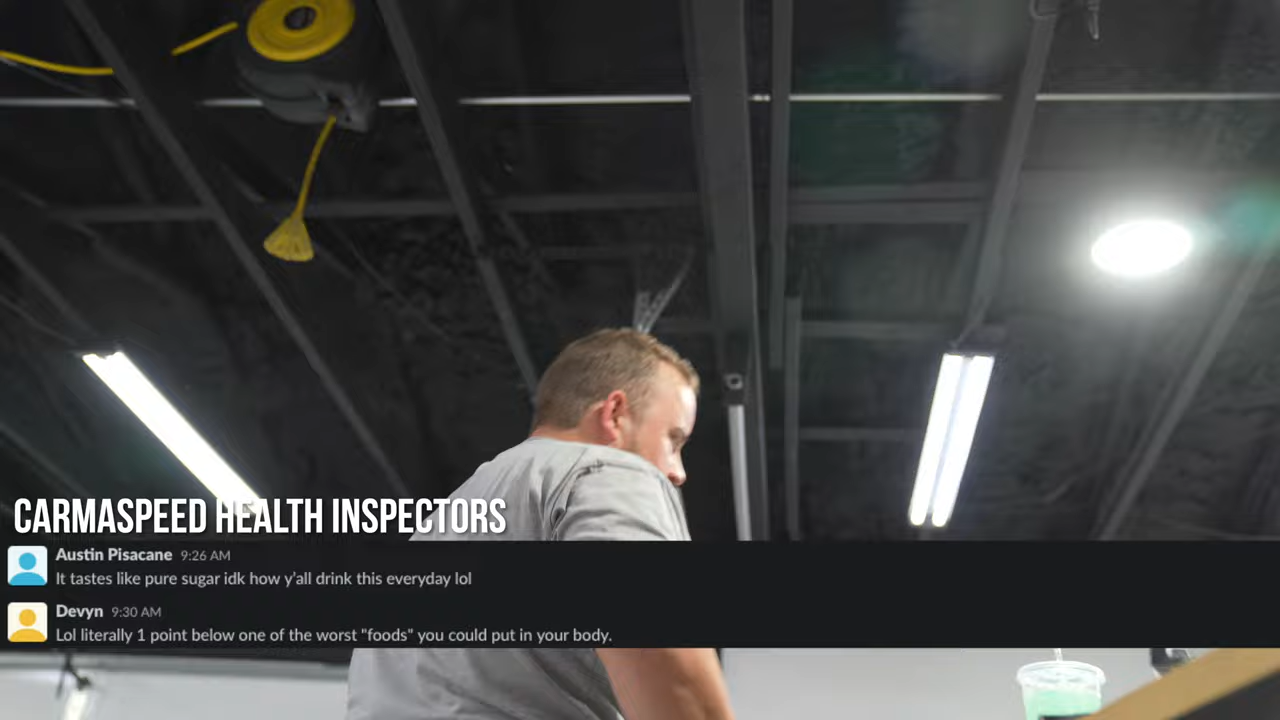 CARMASPEED HEALTH INSPECTORS
Austin Pisacane 9:26 AM
It tastes like pure sugar idk how y'all drink this everyday lol
Devyn 9:30 AM
Lol literally 1 point below one of the worst "foods" you could put in your body.